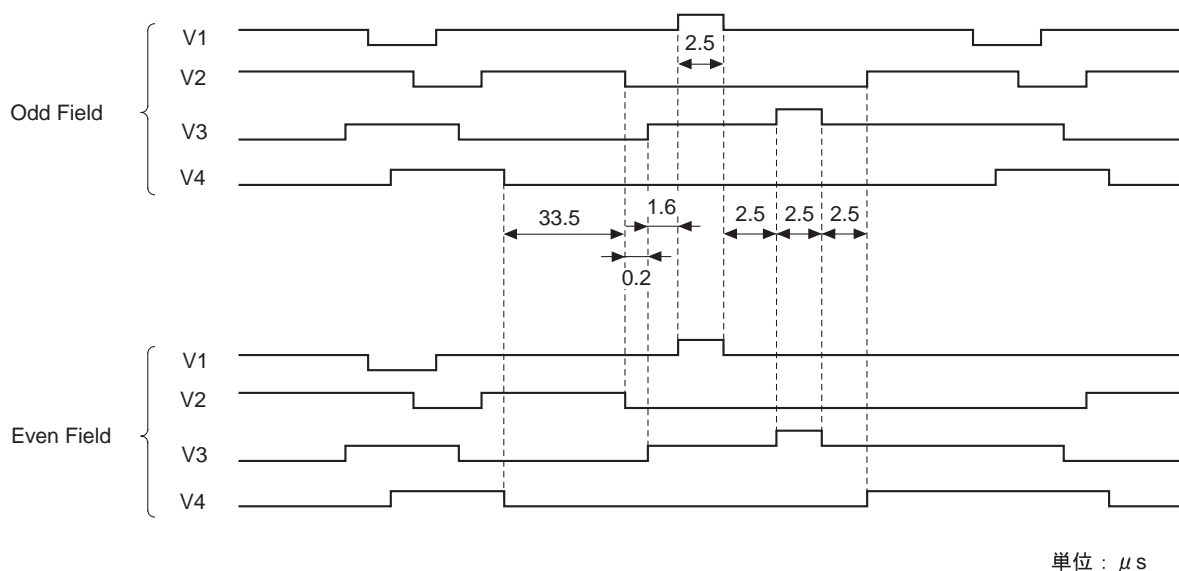 Odd Field
V1
2.5
V2
V3
V4
33.5
1.6
0.2
2.5
2.5
2.5
Even Field
V1
V2
V3
V4
単位 : μs